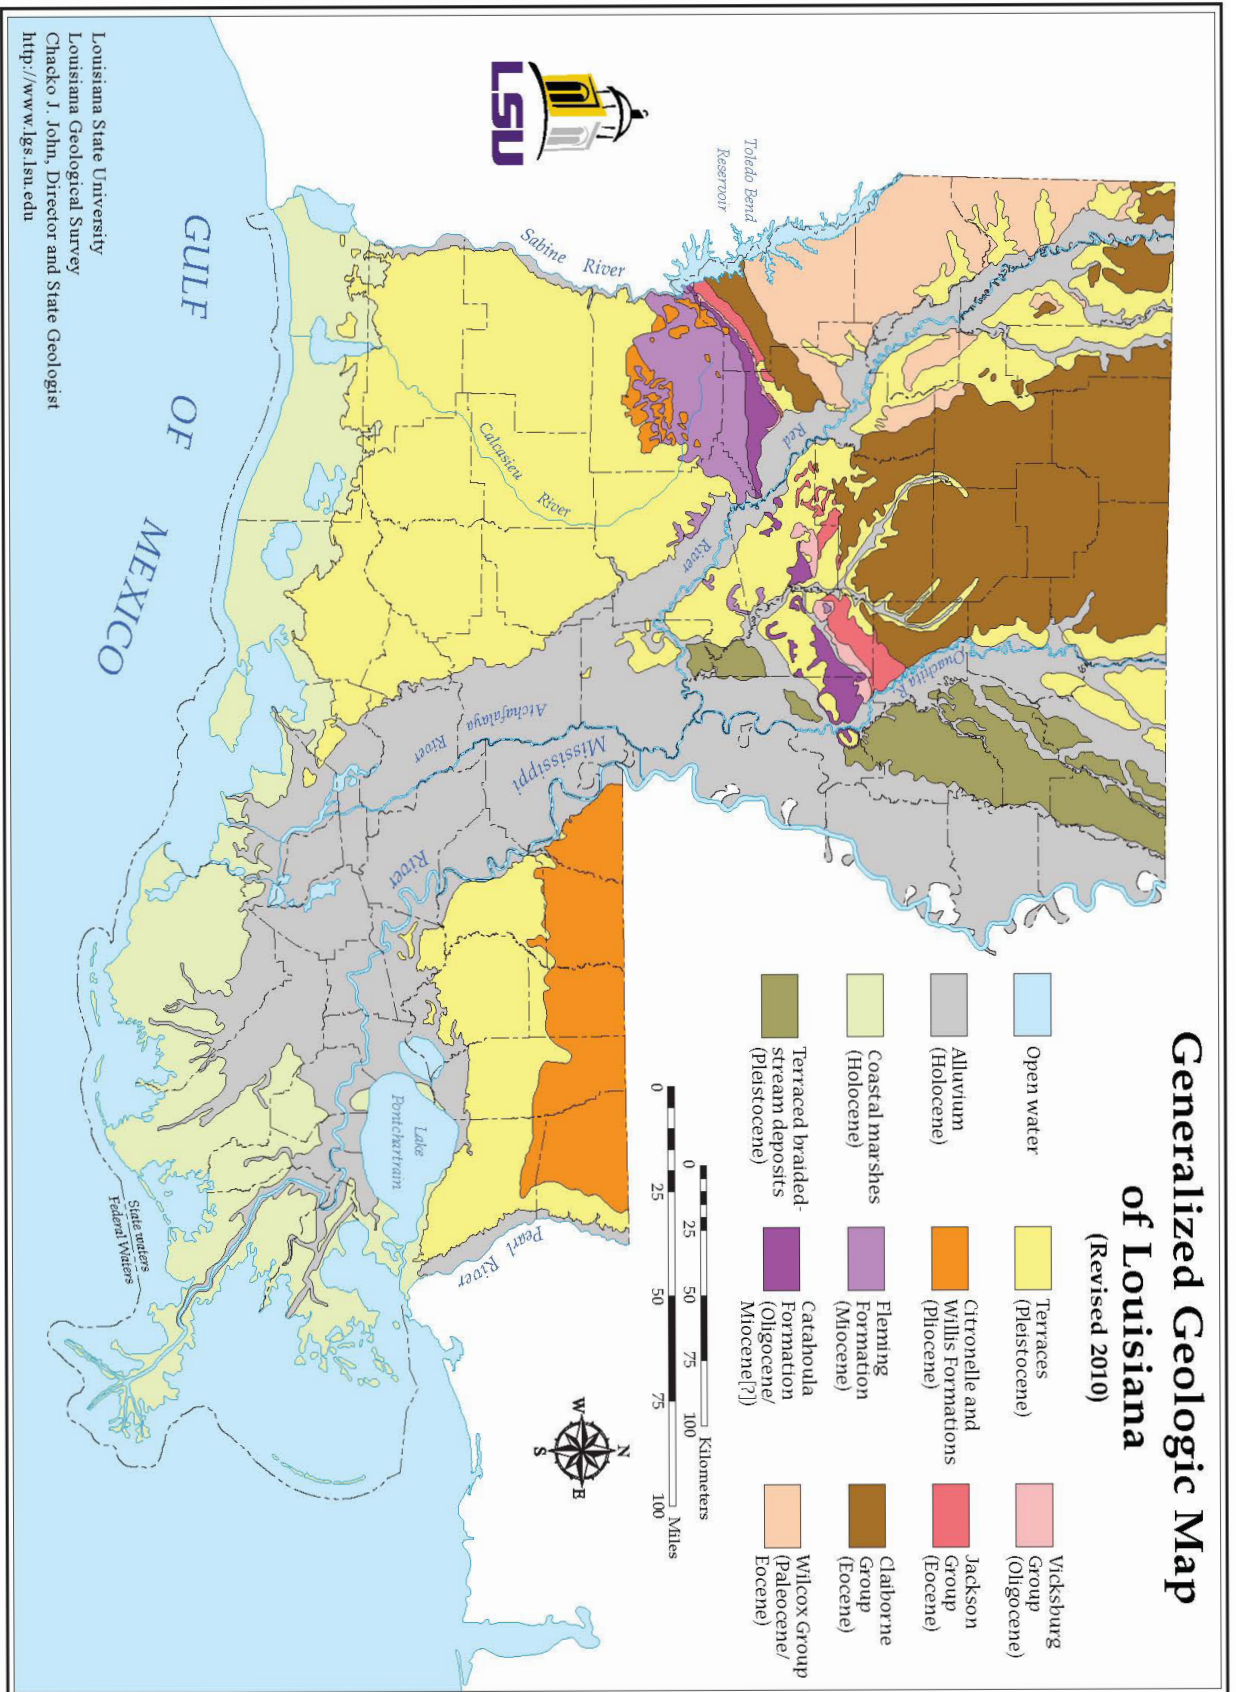 Generalized Geologic Map
of Louisiana
(Revised 2010)
Open water
Alluvium
(Holocene)
Coastal marshes
(Holocene)
Terraced braided-
stream deposits
(Pleistocene)
Terraces
(Pleistocene)
Citronelle and
Willis Formations
(Pliocene)
Fleming
Formation
(Miocene)
Catahoula
Formation
(Oligocene/
Miocene[?])
Vicksburg
Group
(Oligocene)
Jackson
Group
(Eocene)
Claiborne
Group
(Eocene)
Wilcox Group
(Paleocene/
Eocene)
0 25 50 75 100 Kilometers
0 25 50 75 100 Miles
N
W E
S
Toledo Bend
Reservoir
Sabine River
Red River
Ouachita R.
Calcasieu River
Atchafalaya River
Mississippi River
Lake
Pontchartrain
Pearl River
State waters
Federal Waters
GULF OF MEXICO
LSU
Louisiana State University
Louisiana Geological Survey
Chacko J. John, Director and State Geologist
http://www.lgs.lsu.edu